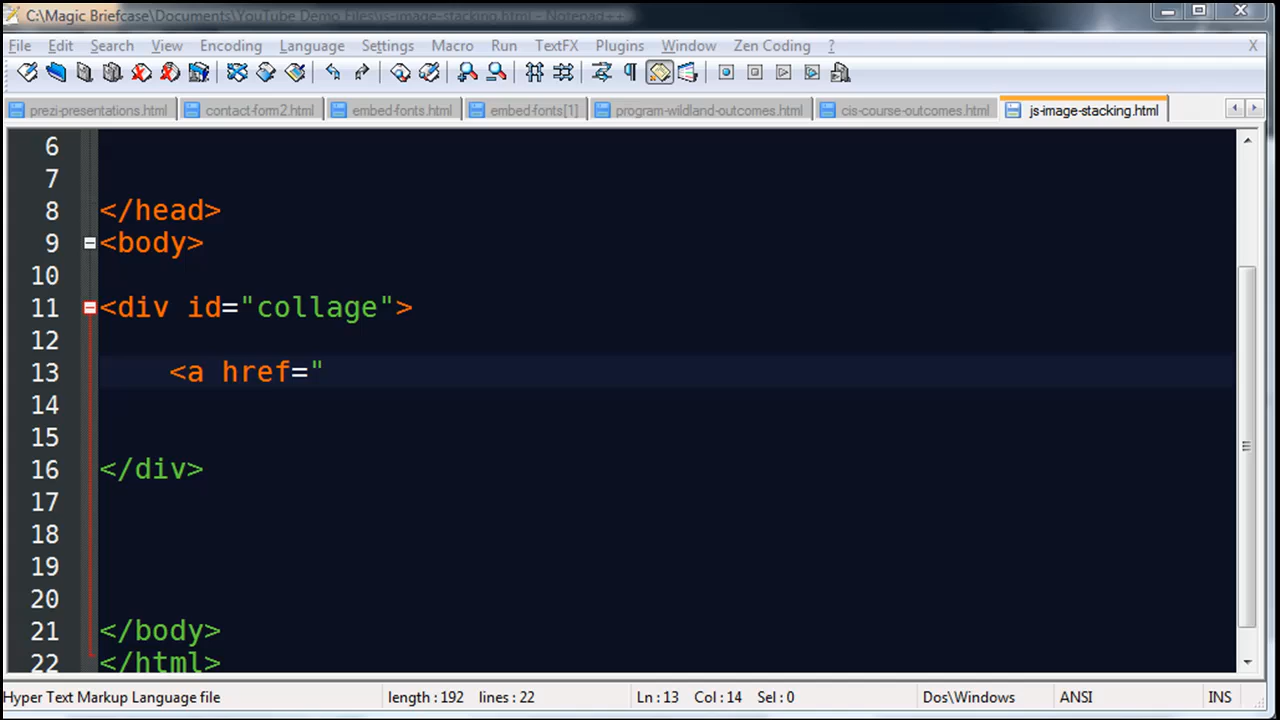 C:\Magic Briefcase\Documents\YouTube Demo Files\js-image-stacking.html - Notepad++
File Edit Search View Encoding Language Settings Macro Run TextFX Plugins Window Zen Coding ? X
prezi-presentations.html contact-form2.html embed-fonts.html embed-fonts[1] program-wildland-outcomes.html cis-course-outcomes.html js-image-stacking.html
6
7
8 </head>
9 <body>
10
11 <div id="collage">
12
13 <a href="
14
15
16 </div>
17
18
19
20
21 </body>
22 </html>
Hyper Text Markup Language file length : 192 lines : 22 Ln : 13 Col : 14 Sel : 0 Dos\Windows ANSI INS